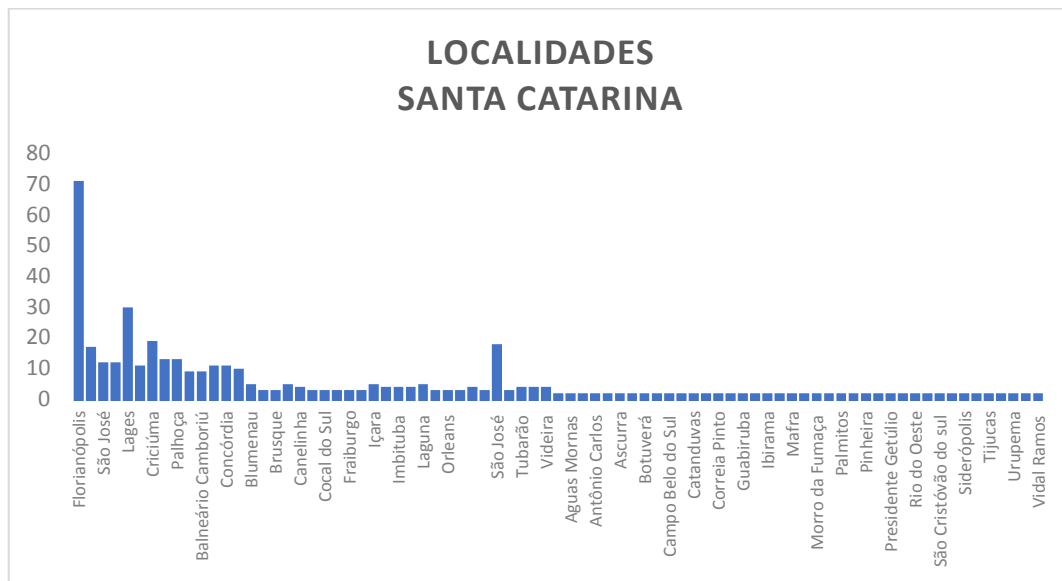 LOCALIDADES
SANTA CATARINA
80
70
60
50
40
30
20
10
0
Florianópolis
São José
Lages
Criciúma
Palhoça
Balneário Camboriú
Concórdia
Blumenau
Brusque
Canelinha
Cocal do Sul
Fraiburgo
Içara
Imbituba
Laguna
Orleans
São José
Tubarão
Videira
Aguas Mornas
Antônio Carlos
Ascurra
Botuverá
Campo Belo do Sul
Catanduvas
Correia Pinto
Guabiruba
Ibirama
Mafra
Morro da Fumaça
Palmitos
Pinheira
Presidente Getúlio
Rio do Oeste
São Cristóvão do sul
Siderópolis
Tijucas
Urupema
Vidal Ramos